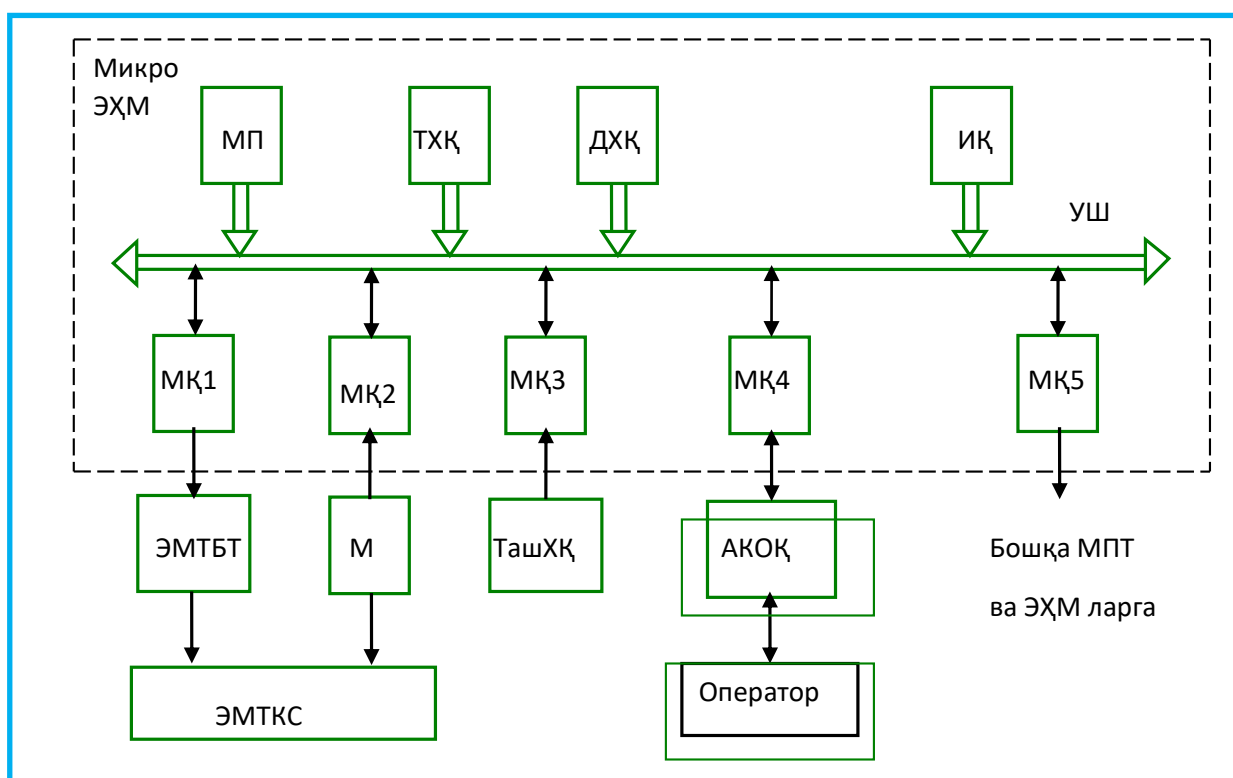 Микро
ЭҲМ
МП
ТХҚ
ДХҚ
ИҚ
УШ
МҚ1
МҚ2
МҚ3
МҚ4
МҚ5
ЭМТБТ
М
ТашХҚ
АКОҚ
Бошқа МПТ
ва ЭҲМ ларга
ЭМТКС
Оператор